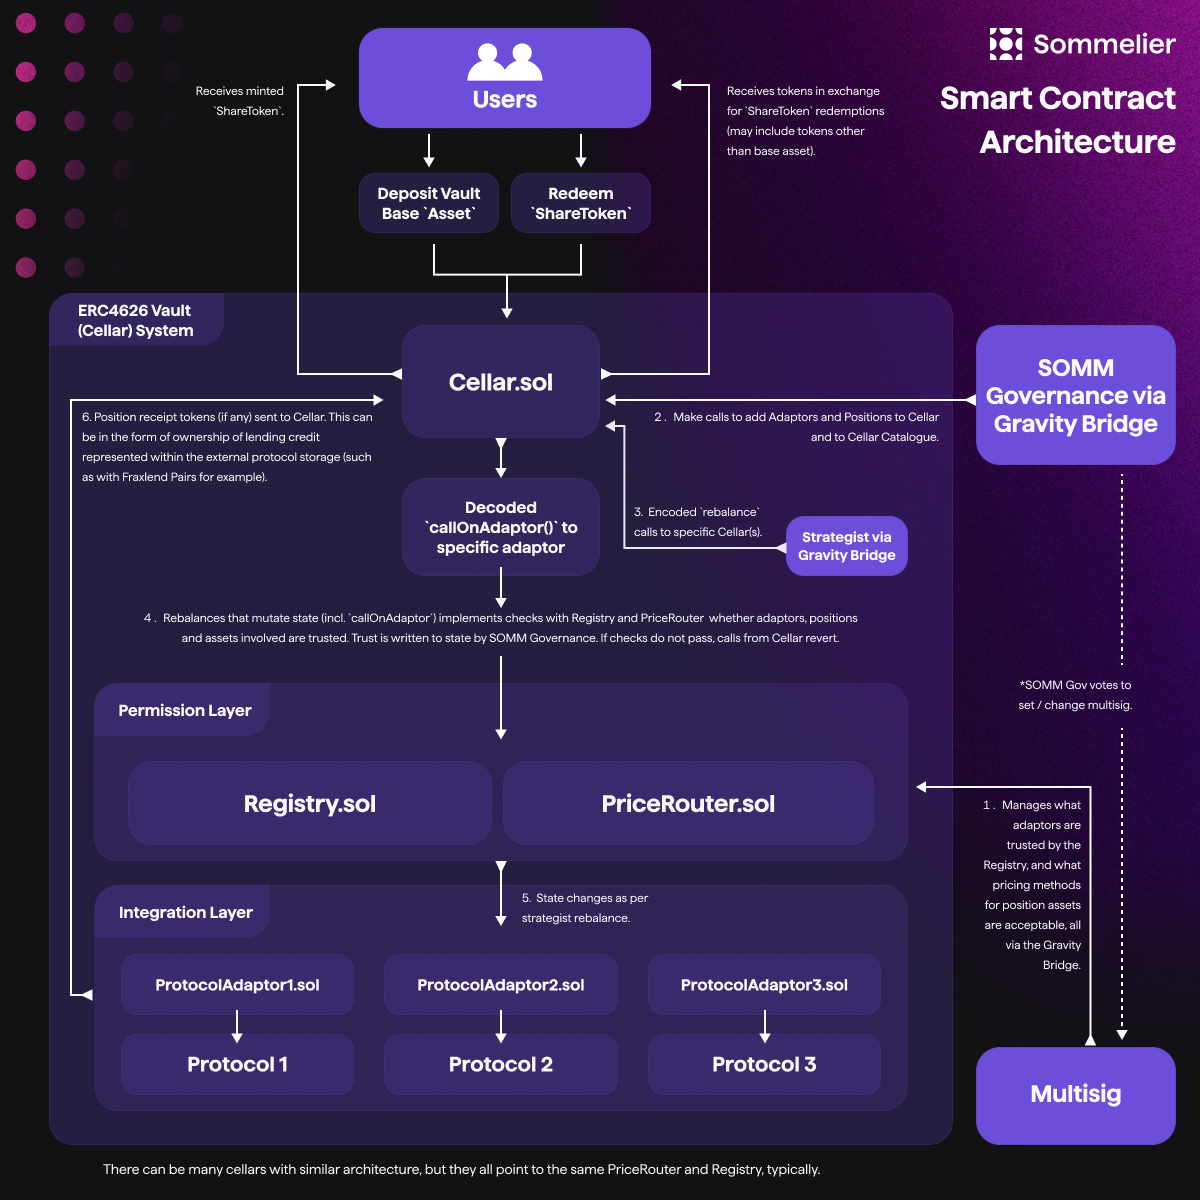 Sommelier
Smart Contract
Architecture
Users
Receives minted
`ShareToken`.
Receives tokens in exchange
for `ShareToken` redemptions
(may include tokens other
than base asset).
Deposit Vault
Base `Asset`
Redeem
`ShareToken`
ERC4626 Vault
(Cellar) System
Cellar.sol
SOMM
Governance via
Gravity Bridge
6. Position receipt tokens (if any) sent to Cellar. This can
be in the form of ownership of lending credit
represented within the external protocol storage (such
as with Fraxlend Pairs for example).
2 .  Make calls to add Adaptors and Positions to Cellar
and to Cellar Catalogue.
Decoded
`callOnAdaptor()` to
specific adaptor
3.  Encoded `rebalance`
calls to specific Cellar(s).
Strategist via
Gravity Bridge
4 .  Rebalances that mutate state (incl. `callOnAdaptor`) implements checks with Registry and PriceRouter  whether adaptors, positions
and assets involved are trusted. Trust is written to state by SOMM Governance. If checks do not pass, calls from Cellar revert.
*SOMM Gov votes to
set / change multisig.
Permission Layer
Registry.sol
PriceRouter.sol
1 .  Manages what
adaptors are
trusted by the
Registry, and what
pricing methods
for position assets
are acceptable, all
via the Gravity
Bridge.
5.  State changes as per
strategist rebalance.
Integration Layer
ProtocolAdaptor1.sol
ProtocolAdaptor2.sol
ProtocolAdaptor3.sol
Protocol 1
Protocol 2
Protocol 3
Multisig
There can be many cellars with similar architecture, but they all point to the same PriceRouter and Registry, typically.